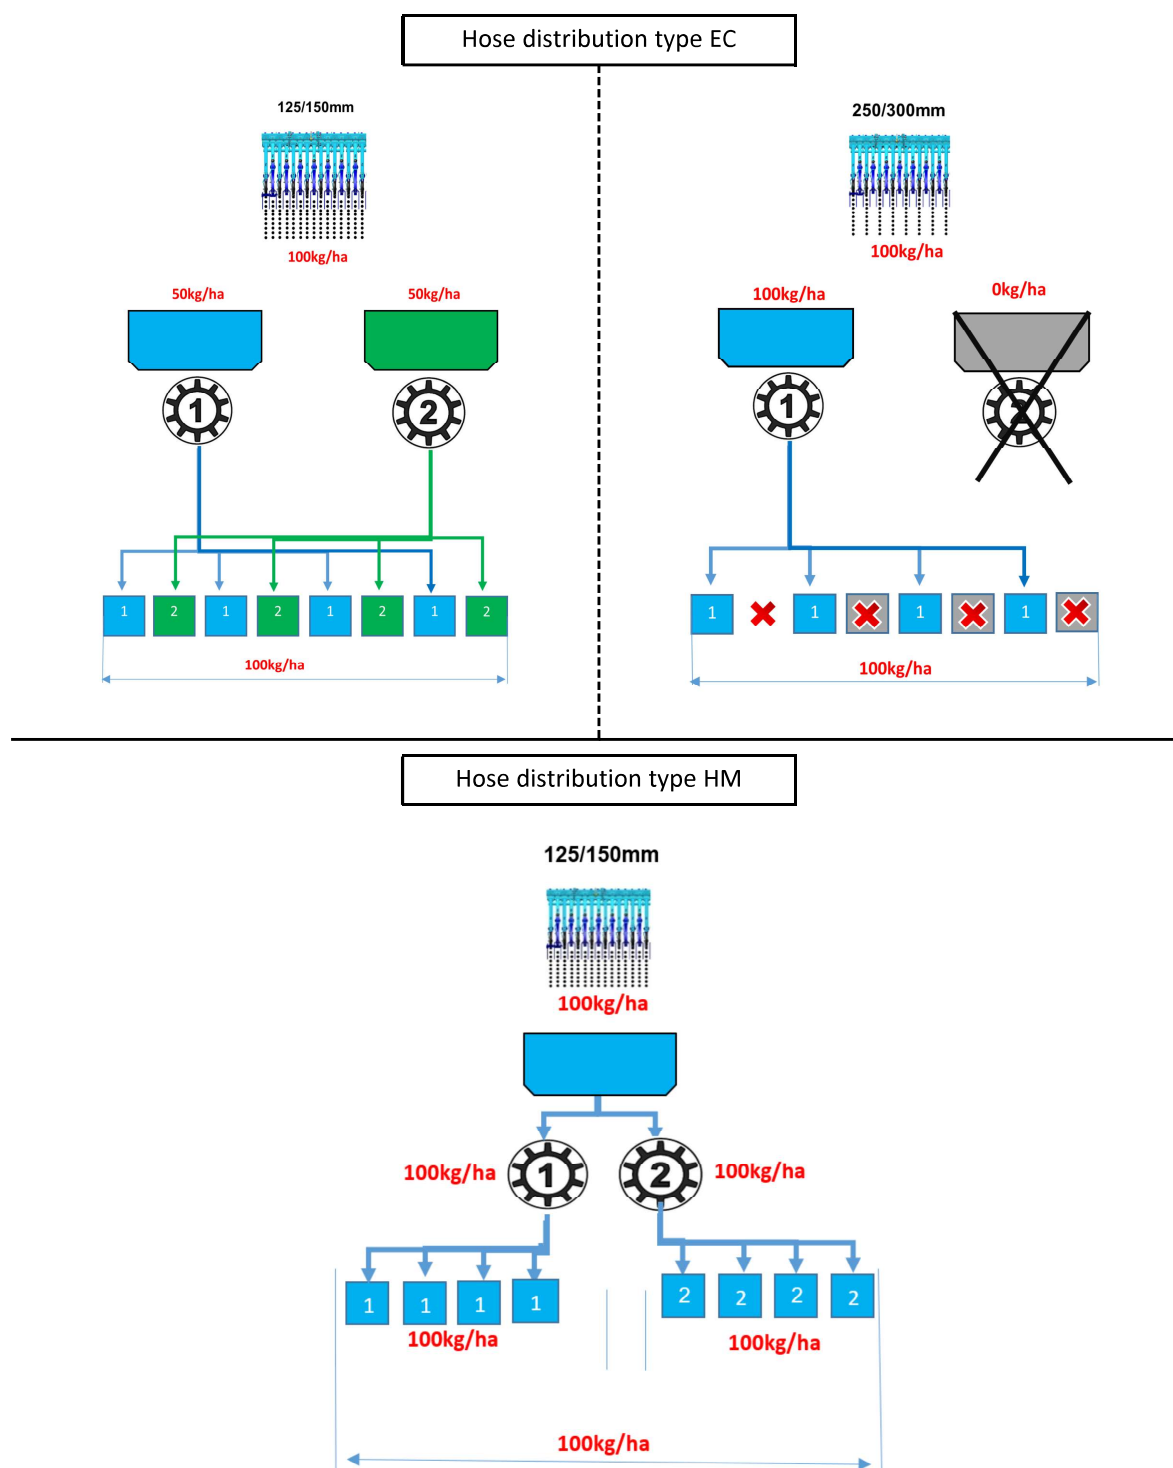 Hose distribution type EC
125/150mm
100kg/ha
50kg/ha
50kg/ha
1
2
1 2 1 2 1 2 1 2
100kg/ha
250/300mm
100kg/ha
100kg/ha
0kg/ha
1
2
1 1 1 1
100kg/ha
Hose distribution type HM
125/150mm
100kg/ha
100kg/ha 1 2 100kg/ha
1 1 1 1 2 2 2 2
100kg/ha 100kg/ha
100kg/ha